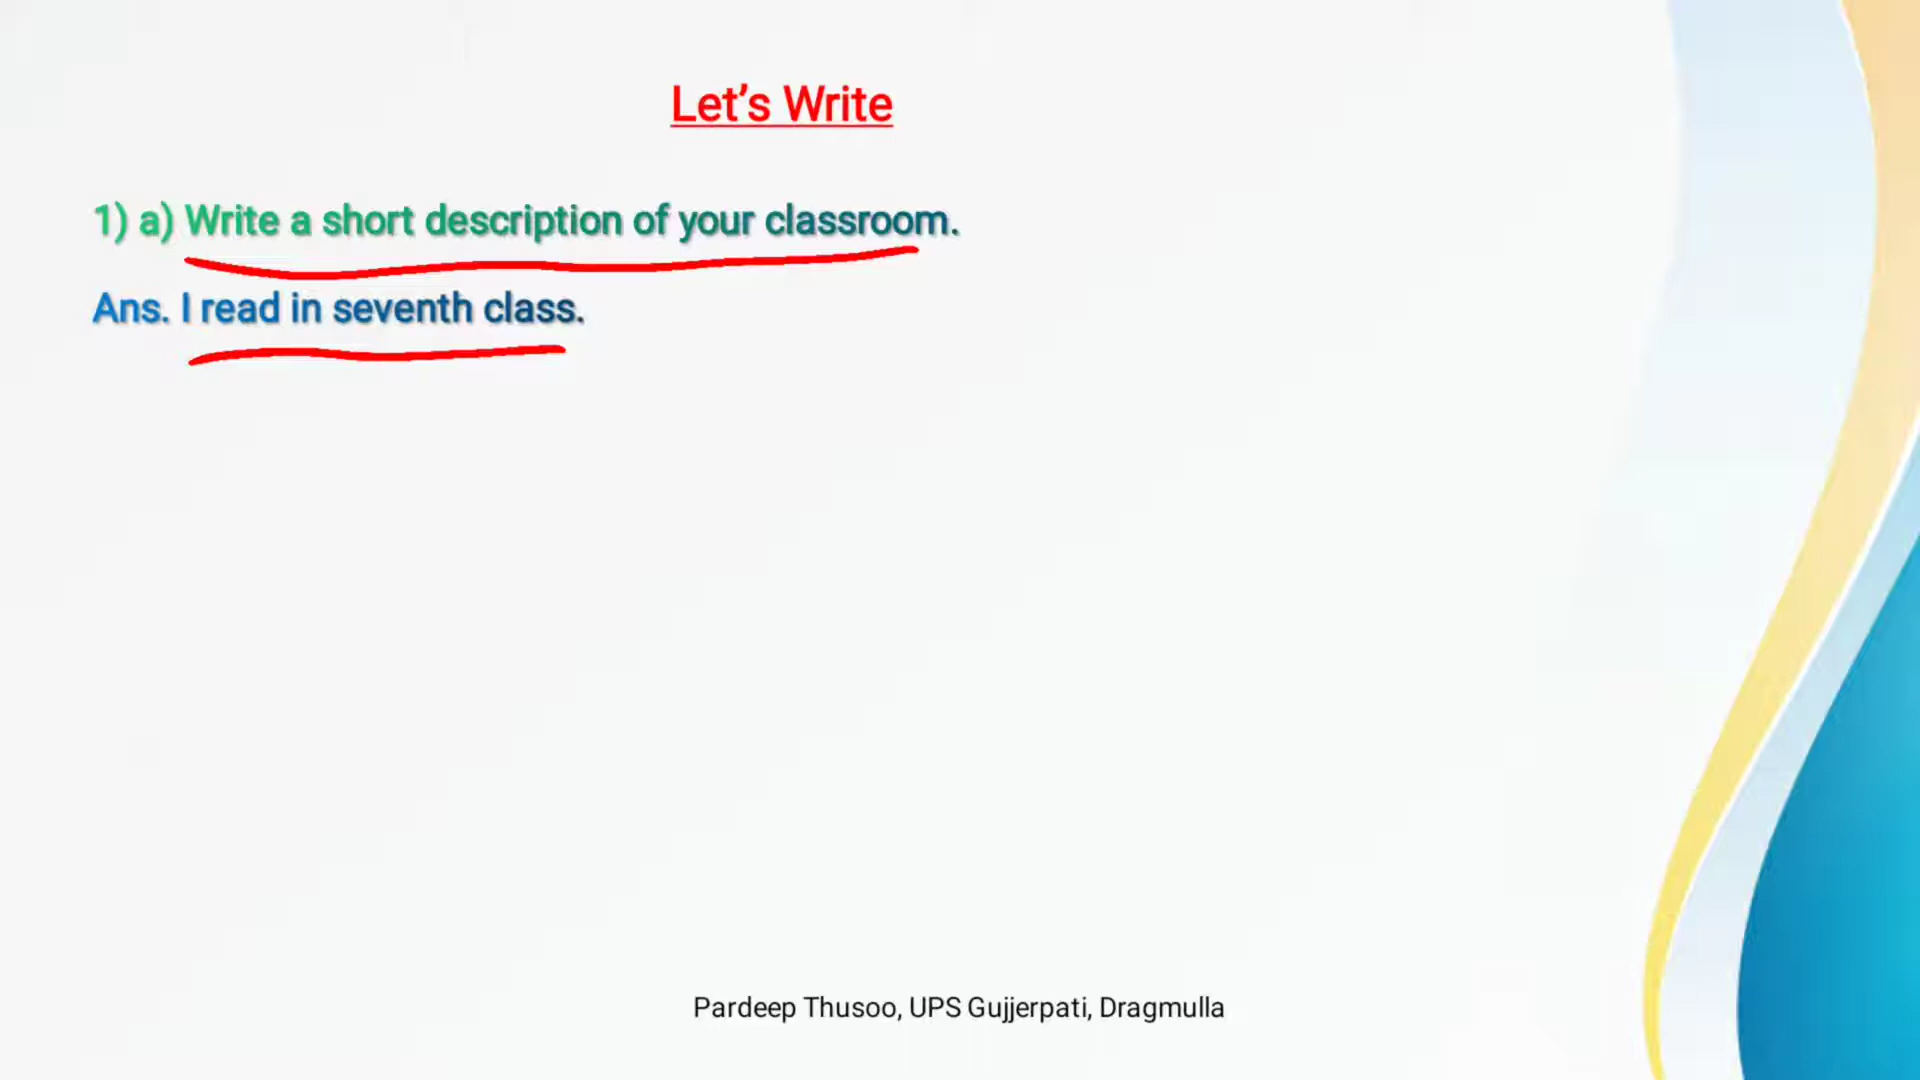 Let’s Write
1) a) Write a short description of your classroom.
Ans. I read in seventh class.
Pardeep Thusoo, UPS Gujjerpati, Dragmulla